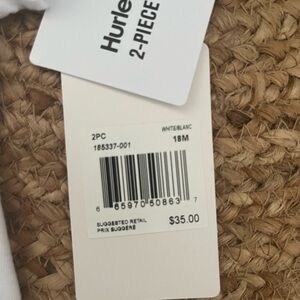 Hurle
2-PIECE
2PC WHITE/BLANC
185337-001 18M
6 65970 50863 7
SUGGESTED RETAIL
PRIX SUGGÉRÉ $35.00